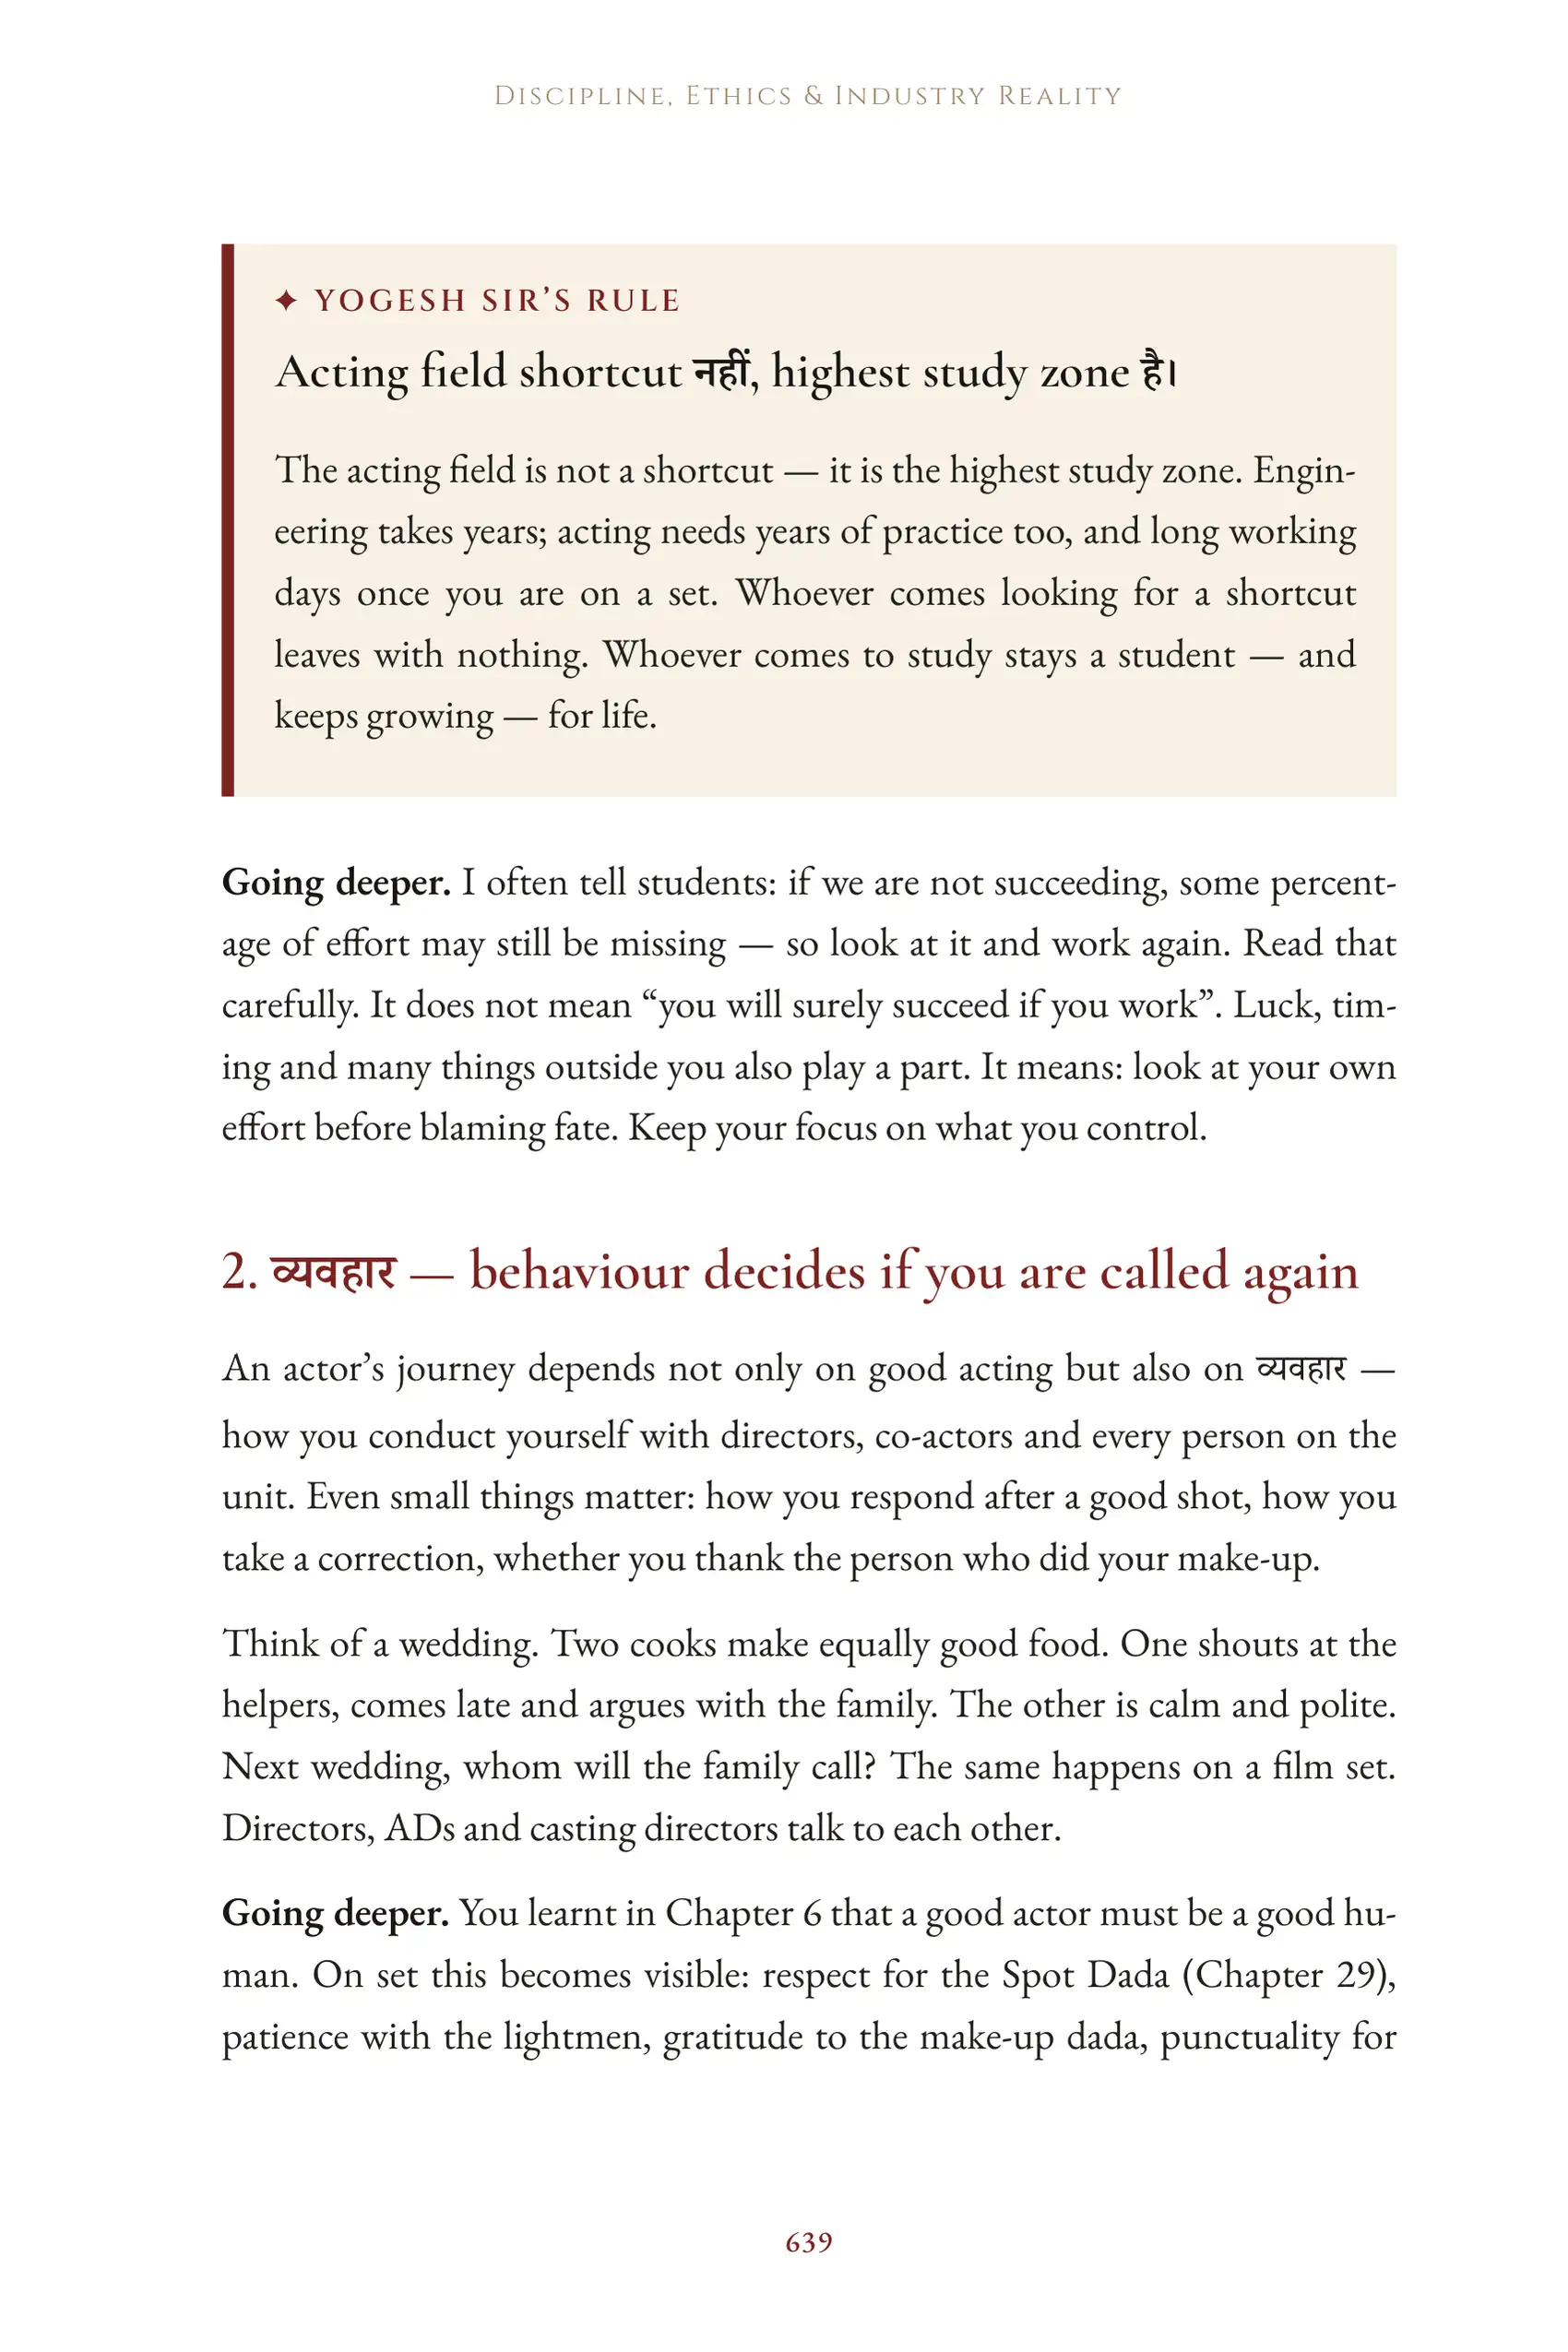 Discipline, Ethics & Industry Reality
✦ YOGESH SIR’S RULE
Acting field shortcut नहीं, highest study zone है।
The acting field is not a shortcut — it is the highest study zone. Engin-
eering takes years; acting needs years of practice too, and long working
days once you are on a set. Whoever comes looking for a shortcut
leaves with nothing. Whoever comes to study stays a student — and
keeps growing — for life.
Going deeper. I often tell students: if we are not succeeding, some percent-
age of effort may still be missing — so look at it and work again. Read that
carefully. It does not mean “you will surely succeed if you work”. Luck, tim-
ing and many things outside you also play a part. It means: look at your own
effort before blaming fate. Keep your focus on what you control.
2. व्यवहार — behaviour decides if you are called again
An actor’s journey depends not only on good acting but also on व्यवहार —
how you conduct yourself with directors, co-actors and every person on the
unit. Even small things matter: how you respond after a good shot, how you
take a correction, whether you thank the person who did your make-up.
Think of a wedding. Two cooks make equally good food. One shouts at the
helpers, comes late and argues with the family. The other is calm and polite.
Next wedding, whom will the family call? The same happens on a film set.
Directors, ADs and casting directors talk to each other.
Going deeper. You learnt in Chapter 6 that a good actor must be a good hu-
man. On set this becomes visible: respect for the Spot Dada (Chapter 29),
patience with the lightmen, gratitude to the make-up dada, punctuality for
639